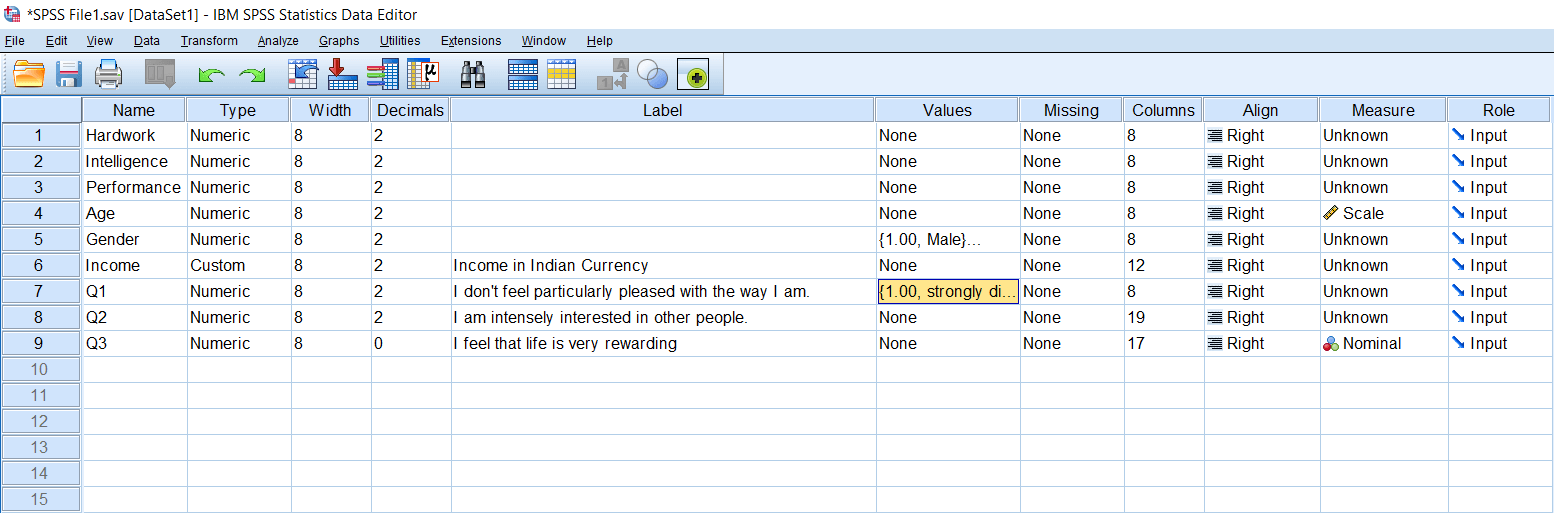 *SPSS File1.sav [DataSet1] - IBM SPSS Statistics Data Editor
File Edit View Data Transform Analyze Graphs Utilities Extensions Window Help
μ A 1
Name Type Width Decimals Label Values Missing Columns Align Measure Role
1 Hardwork Numeric 8 2 None None 8 Right Unknown Input
2 Intelligence Numeric 8 2 None None 8 Right Unknown Input
3 Performance Numeric 8 2 None None 8 Right Unknown Input
4 Age Numeric 8 2 None None 8 Right Scale Input
5 Gender Numeric 8 2 {1.00, Male}... None 8 Right Unknown Input
6 Income Custom 8 2 Income in Indian Currency None None 12 Right Unknown Input
7 Q1 Numeric 8 2 I don't feel particularly pleased with the way I am. {1.00, strongly di... None 8 Right Unknown Input
8 Q2 Numeric 8 2 I am intensely interested in other people. None None 19 Right Unknown Input
9 Q3 Numeric 8 0 I feel that life is very rewarding None None 17 Right Nominal Input
10
11
12
13
14
15